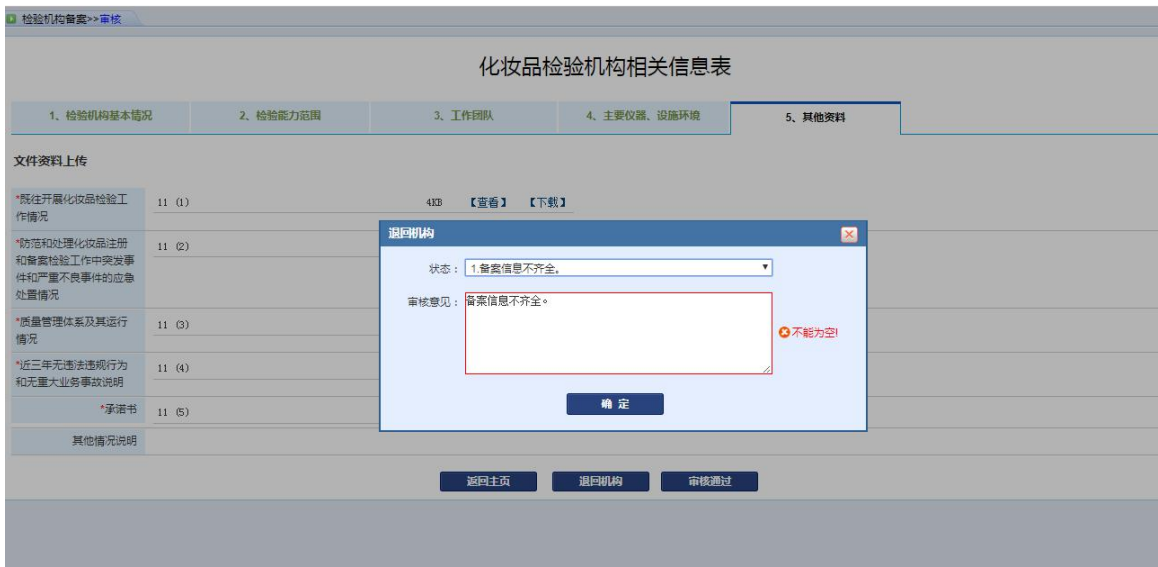 检验机构备案>>审核
化妆品检验机构相关信息表
1、检验机构基本情况
2、检验能力范围
3、工作团队
4、主要仪器、设施环境
5、其他资料
文件资料上传
*既往开展化妆品检验工
作情况
11 (1)
4KB 【查看】 【下载】
*防范和处理化妆品注册
和备案检验工作中突发事
件和严重不良事件的应急
处置情况
11 (2)
*质量管理体系及其运行
情况
11 (3)
*近三年无违法违规行为
和无重大业务事故说明
11 (4)
*承诺书
11 (5)
其他情况说明
退回机构
状态： 1.备案信息不齐全。
审核意见： 备案信息不齐全。
不能为空!
确 定
返回主页
退回机构
审核通过